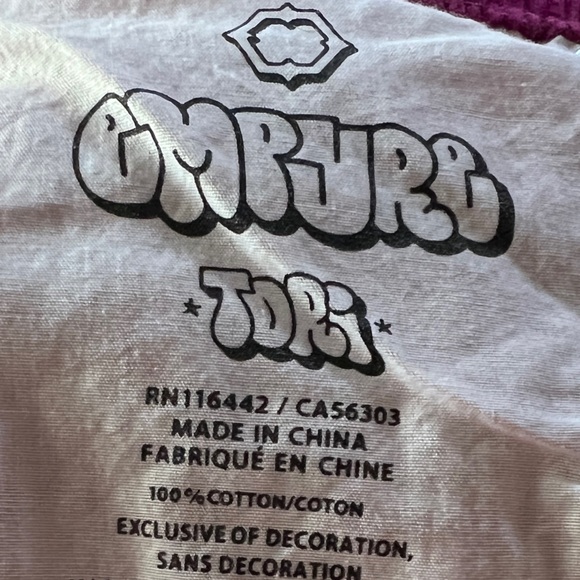 EMPYRE
* TORi *
RN116442 / CA56303
MADE IN CHINA
FABRIQUÉ EN CHINE
100% COTTON/COTON
EXCLUSIVE OF DECORATION,
SANS DECORATION